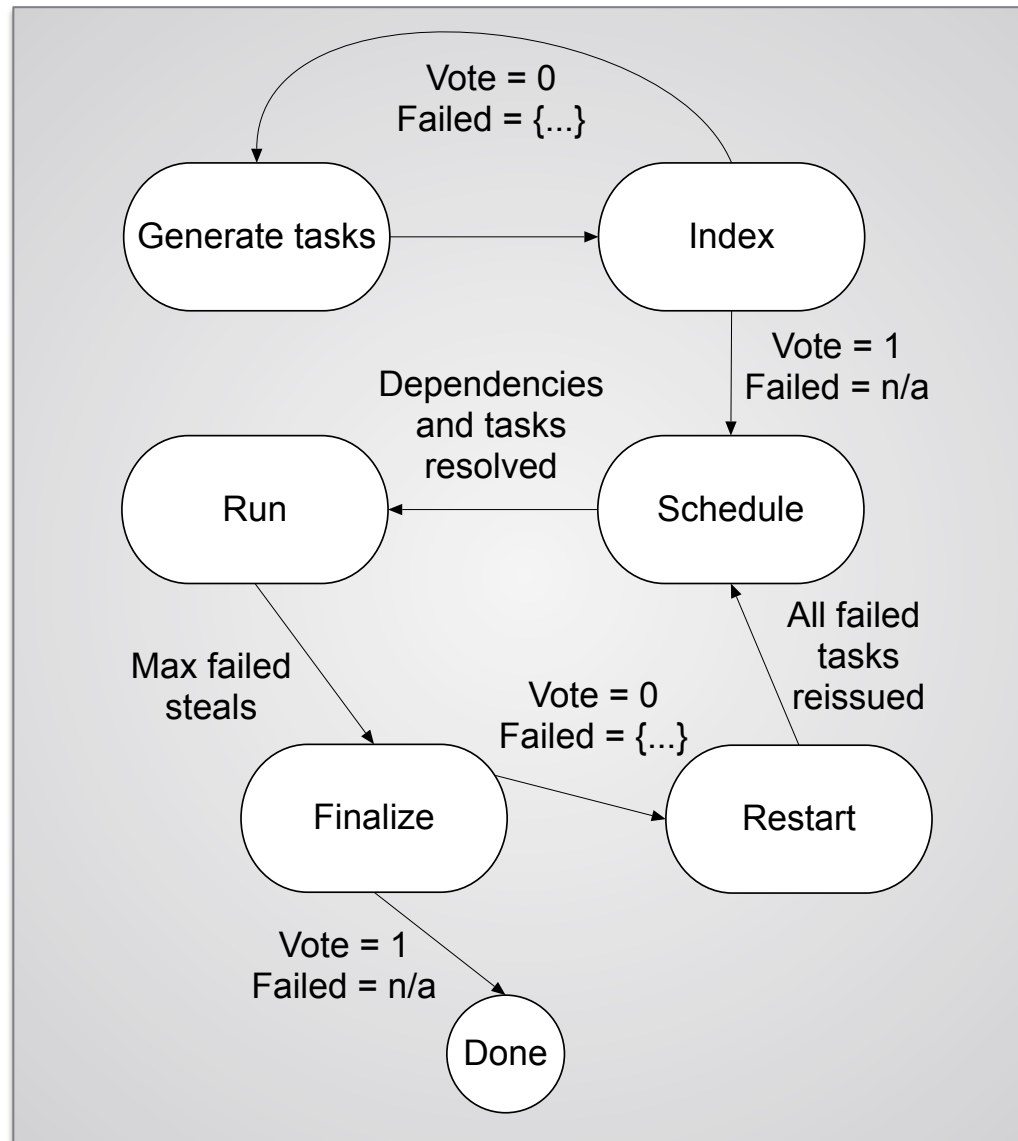 Vote = 0
Failed = {...}
Generate tasks
Index
Vote = 1
Failed = n/a
Dependencies
and tasks
resolved
Run
Schedule
All failed
tasks
reissued
Max failed
steals
Vote = 0
Failed = {...}
Finalize
Restart
Vote = 1
Failed = n/a
Done